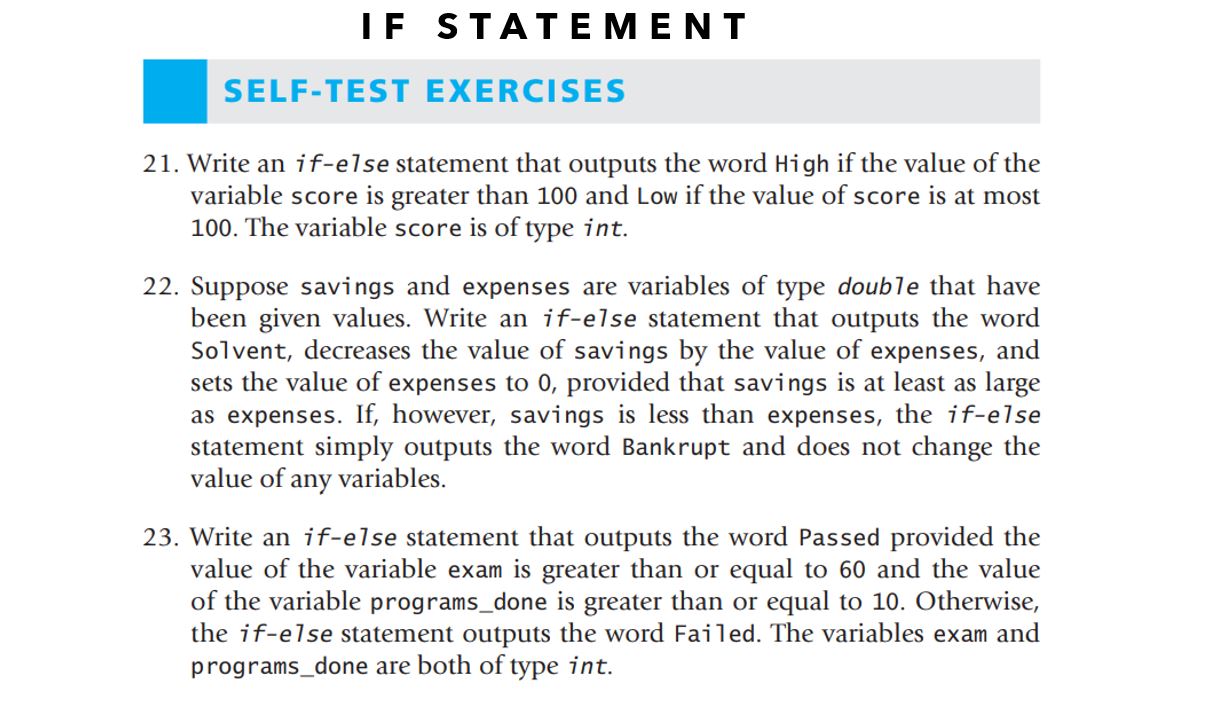 IF STATEMENT
SELF-TEST EXERCISES
21. Write an if-else statement that outputs the word High if the value of the
variable score is greater than 100 and Low if the value of score is at most
100. The variable score is of type int.
22. Suppose savings and expenses are variables of type double that have
been given values. Write an if-else statement that outputs the word
Solvent, decreases the value of savings by the value of expenses, and
sets the value of expenses to 0, provided that savings is at least as large
as expenses. If, however, savings is less than expenses, the if-else
statement simply outputs the word Bankrupt and does not change the
value of any variables.
23. Write an if-else statement that outputs the word Passed provided the
value of the variable exam is greater than or equal to 60 and the value
of the variable programs_done is greater than or equal to 10. Otherwise,
the if-else statement outputs the word Failed. The variables exam and
programs_done are both of type int.